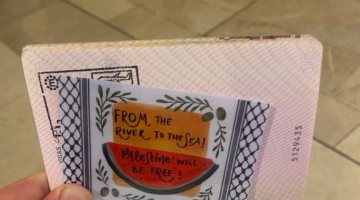 FROM THE
RIVER TO THE SEA!
Palestine WILL
BE FREE!
5129435